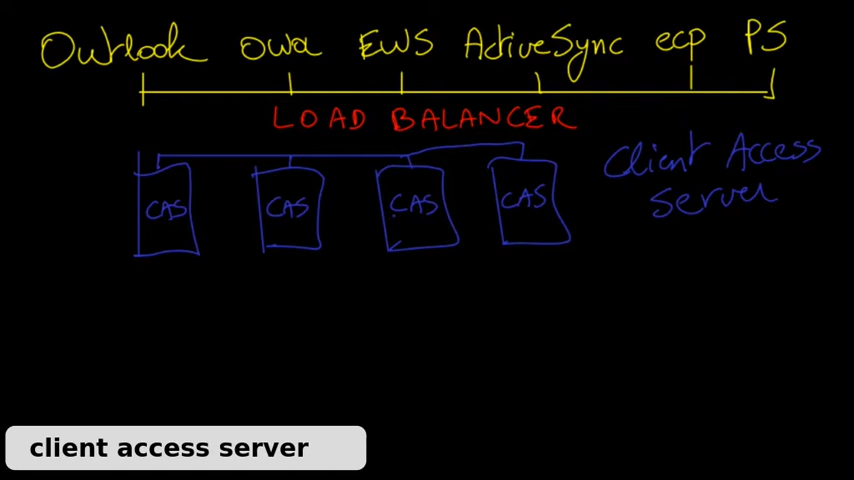 Outlook owa EWS ActiveSync ecp PS
LOAD BALANCER
Client Access
Server
CAS CAS CAS CAS
client access server